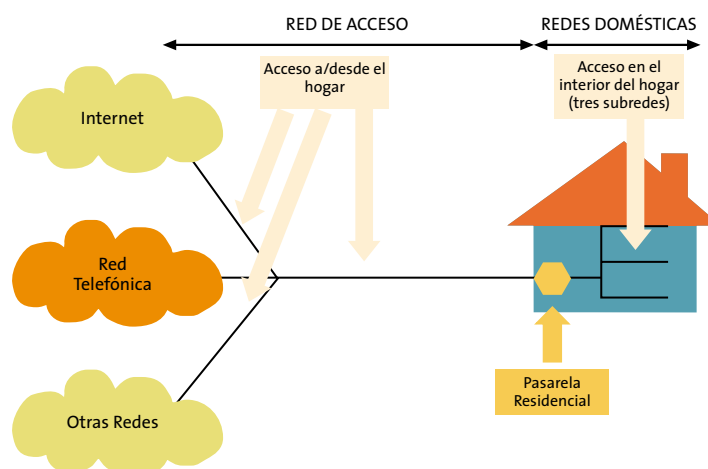 RED DE ACCESO
REDES DOMÉSTICAS
Acceso a/desde el
hogar
Acceso en el
interior del hogar
(tres subredes)
Internet
Red
Telefónica
Otras Redes
Pasarela
Residencial